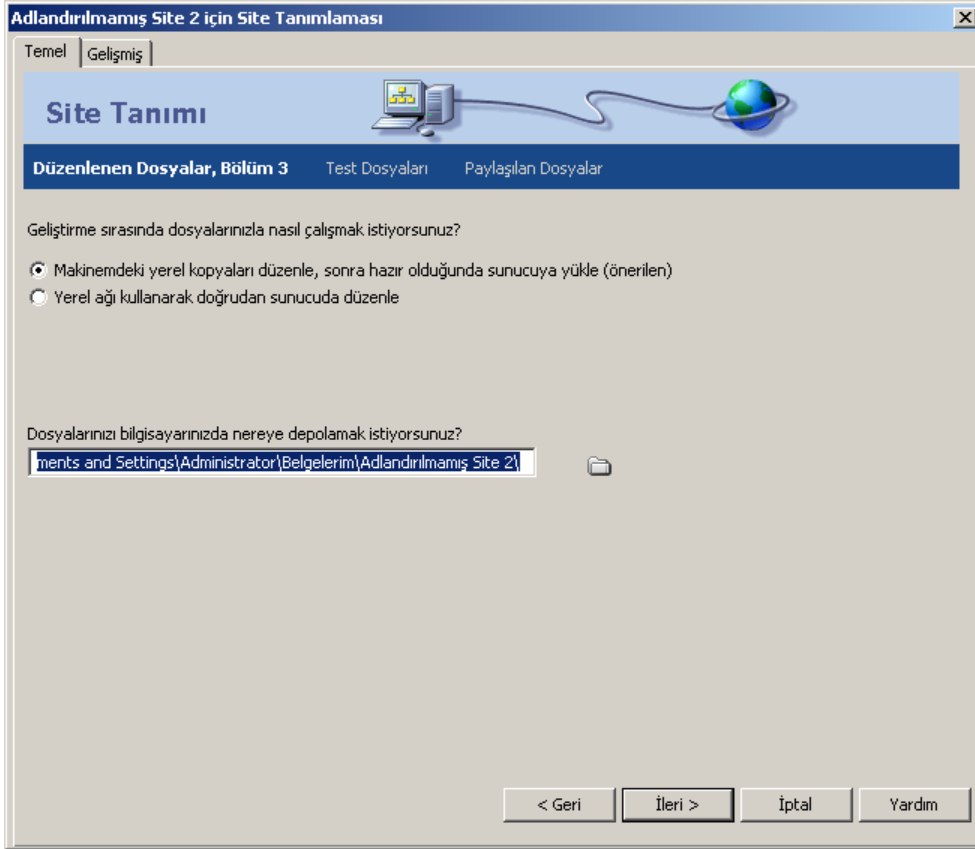 Adlandırılmamış Site 2 için Site Tanımlaması
Temel Gelişmiş
Site Tanımı
Düzenlenen Dosyalar, Bölüm 3 Test Dosyaları Paylaşılan Dosyalar
Geliştirme sırasında dosyalarınızla nasıl çalışmak istiyorsunuz?
Makinemdeki yerel kopyaları düzenle, sonra hazır olduğunda sunucuya yükle (önerilen)
Yerel ağı kullanarak doğrudan sunucuda düzenle
Dosyalarınızı bilgisayarınızda nereye depolamak istiyorsunuz?
ments and Settings\Administrator\Belgelerim\Adlandırılmamış Site 2\
< Geri İleri > İptal Yardım